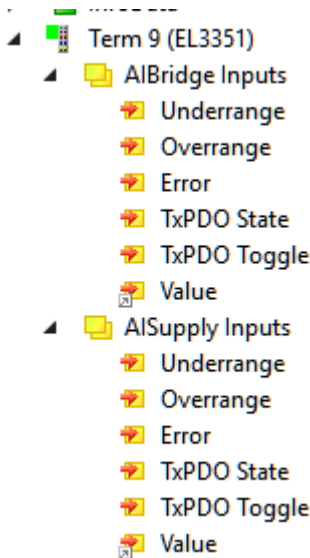 Term 9 (EL3351)
AIBridge Inputs
Underrange
Overrange
Error
TxPDO State
TxPDO Toggle
Value
AISupply Inputs
Underrange
Overrange
Error
TxPDO State
TxPDO Toggle
Value